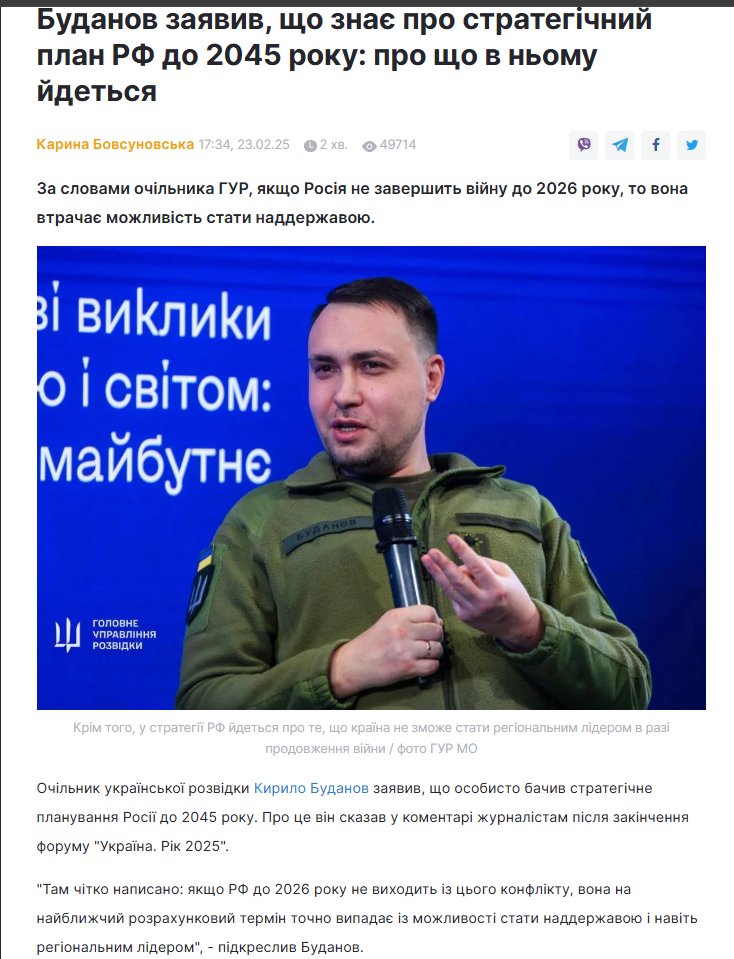 Буданов заявив, що знає про стратегічний
план РФ до 2045 року: про що в ньому
йдеться
Карина Бовсуновська 17:34, 23.02.25 2 хв. 49714
За словами очільника ГУР, якщо Росія не завершить війну до 2026 року, то вона
втрачає можливість стати наддержавою.
ві виклики
ю і світом:
майбутнє
БУДАНОВ
ГОЛОВНЕ
УПРАВЛІННЯ
РОЗВІДКИ
Крім того, у стратегії РФ йдеться про те, що країна не зможе стати регіональним лідером в разі
продовження війни / фото ГУР МО
Очільник української розвідки Кирило Буданов заявив, що особисто бачив стратегічне
планування Росії до 2045 року. Про це він сказав у коментарі журналістам після закінчення
форуму "Україна. Рік 2025".
"Там чітко написано: якщо РФ до 2026 року не виходить із цього конфлікту, вона на
найближчий розрахунковий термін точно випадає із можливості стати наддержавою і навіть
регіональним лідером", - підкреслив Буданов.